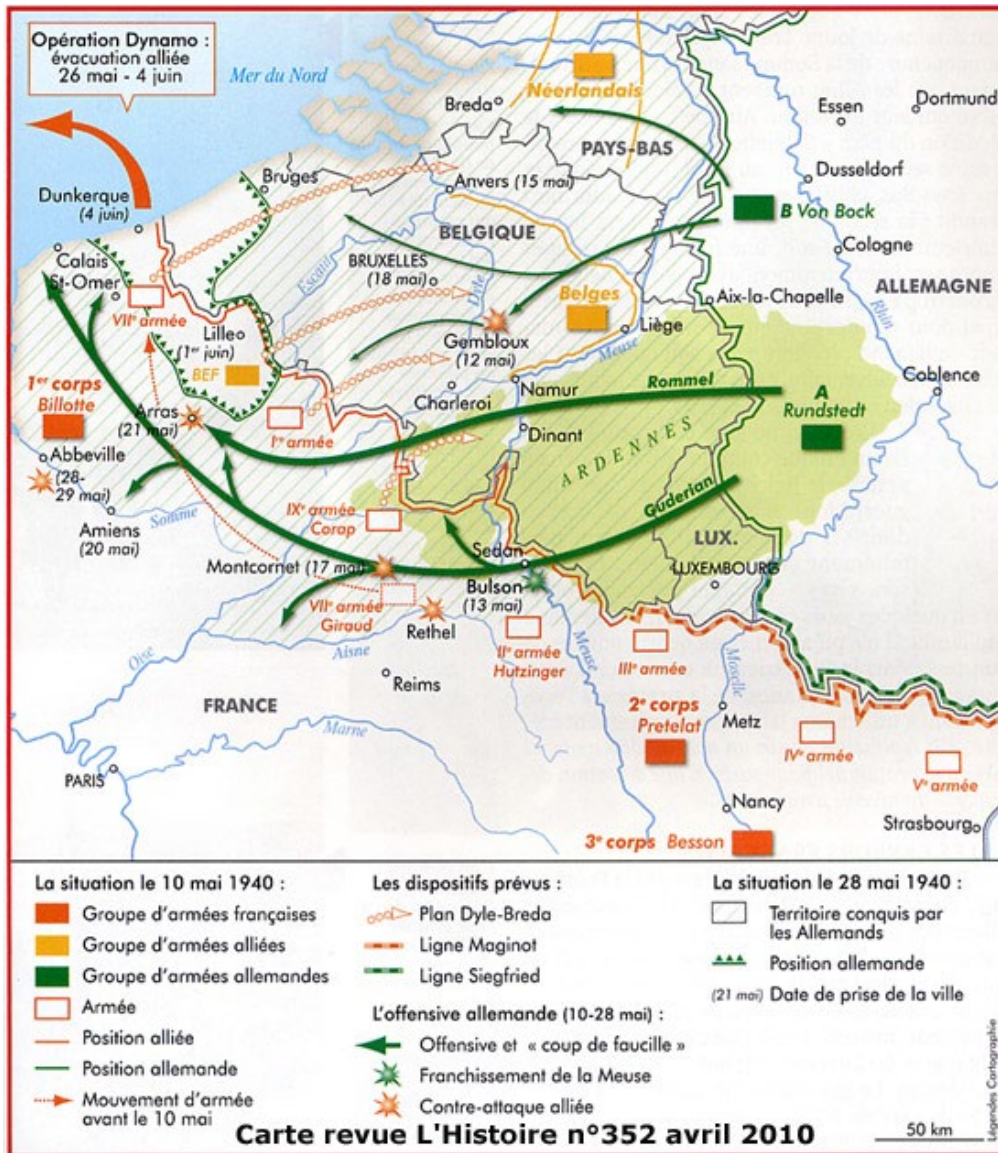 Opération Dynamo :
évacuation alliée
26 mai - 4 juin
Mer du Nord
Néerlandais
Breda
PAYS-BAS
Essen
Dortmund
Dusseldorf
Bruges
Anvers (15 mai)
Dunkerque
(4 juin)
B Von Bock
BELGIQUE
Cologne
Calais
St-Omer
Escaut
BRUXELLES
(18 mai)
Dyle
ALLEMAGNE
Aix-la-Chapelle
Rhin
Belges
VIIe armée
Lille
(1er juin)
BEF
Gembloux
(12 mai)
Liège
Meuse
1er corps
Billotte
Arras
(21 mai)
Ire armée
Charleroi
Namur
Rommel
A
Rundstedt
Coblence
Dinant
ARDENNES
Abbeville
(28-
29 mai)
Amiens
(20 mai)
Somme
IXe armée
Corap
Guderian
Montcornet (17 mai)
Sedan
LUX.
LUXEMBOURG
Bulson
(13 mai)
VIIe armée
Giraud
Rethel
IIe armée
Hutzinger
Meuse
IIIe armée
Moselle
Oise
Aisne
Reims
FRANCE
Marne
2e corps
Pretelat
Metz
IVe armée
Ve armée
PARIS
Nancy
3e corps Besson
Strasbourg
La situation le 10 mai 1940 :
Groupe d'armées françaises
Groupe d'armées alliées
Groupe d'armées allemandes
Armée
Position alliée
Position allemande
Mouvement d'armée
avant le 10 mai
Les dispositifs prévus :
Plan Dyle-Breda
Ligne Maginot
Ligne Siegfried
L'offensive allemande (10-28 mai) :
Offensive et « coup de faucille »
Franchissement de la Meuse
Contre-attaque alliée
La situation le 28 mai 1940 :
Territoire conquis par
les Allemands
Position allemande
(21 mai) Date de prise de la ville
50 km
Légendes Cartographie
Carte revue L'Histoire n°352 avril 2010